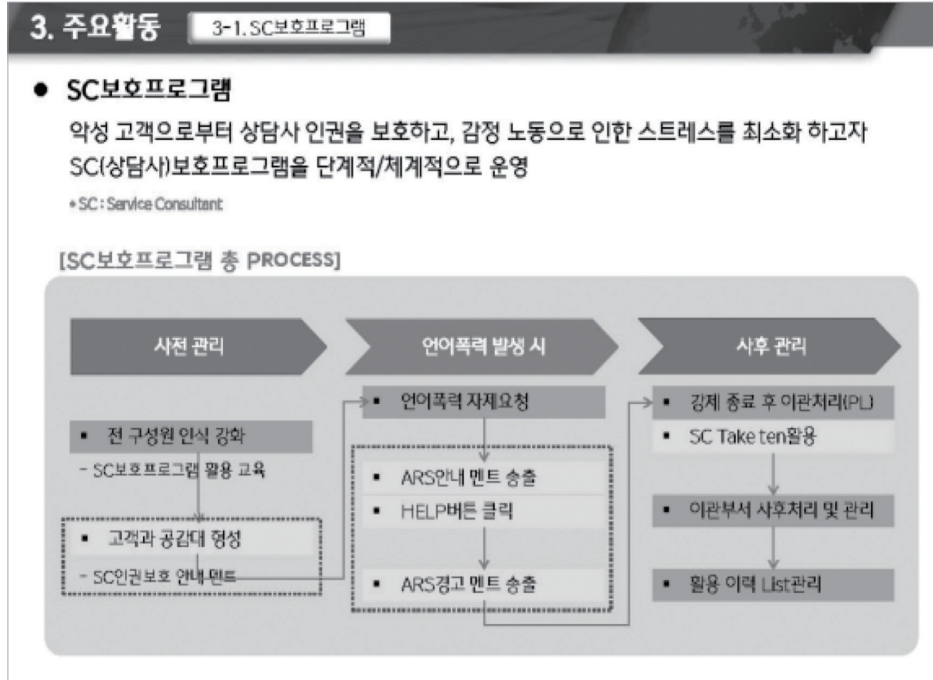 3. 주요활동
3-1. SC보호프로그램
● SC보호프로그램
악성 고객으로부터 상담사 인권을 보호하고, 감정 노동으로 인한 스트레스를 최소화 하고자
SC(상담사)보호프로그램을 단계적/체계적으로 운영
* SC : Service Consultant
[SC보호프로그램 총 PROCESS]
사전 관리
▪ 전 구성원 인식 강화
- SC보호프로그램 활용 교육
▪ 고객과 공감대 형성
- SC인권보호 안내 멘트
언어폭력 발생 시
▪ 언어폭력 자제요청
▪ ARS안내 멘트 송출
▪ HELP버튼 클릭
▪ ARS경고 멘트 송출
사후 관리
▪ 강제 종료 후 이관처리(PL)
▪ SC Take ten활용
▪ 이관부서 사후처리 및 관리
▪ 활용 이력 List관리